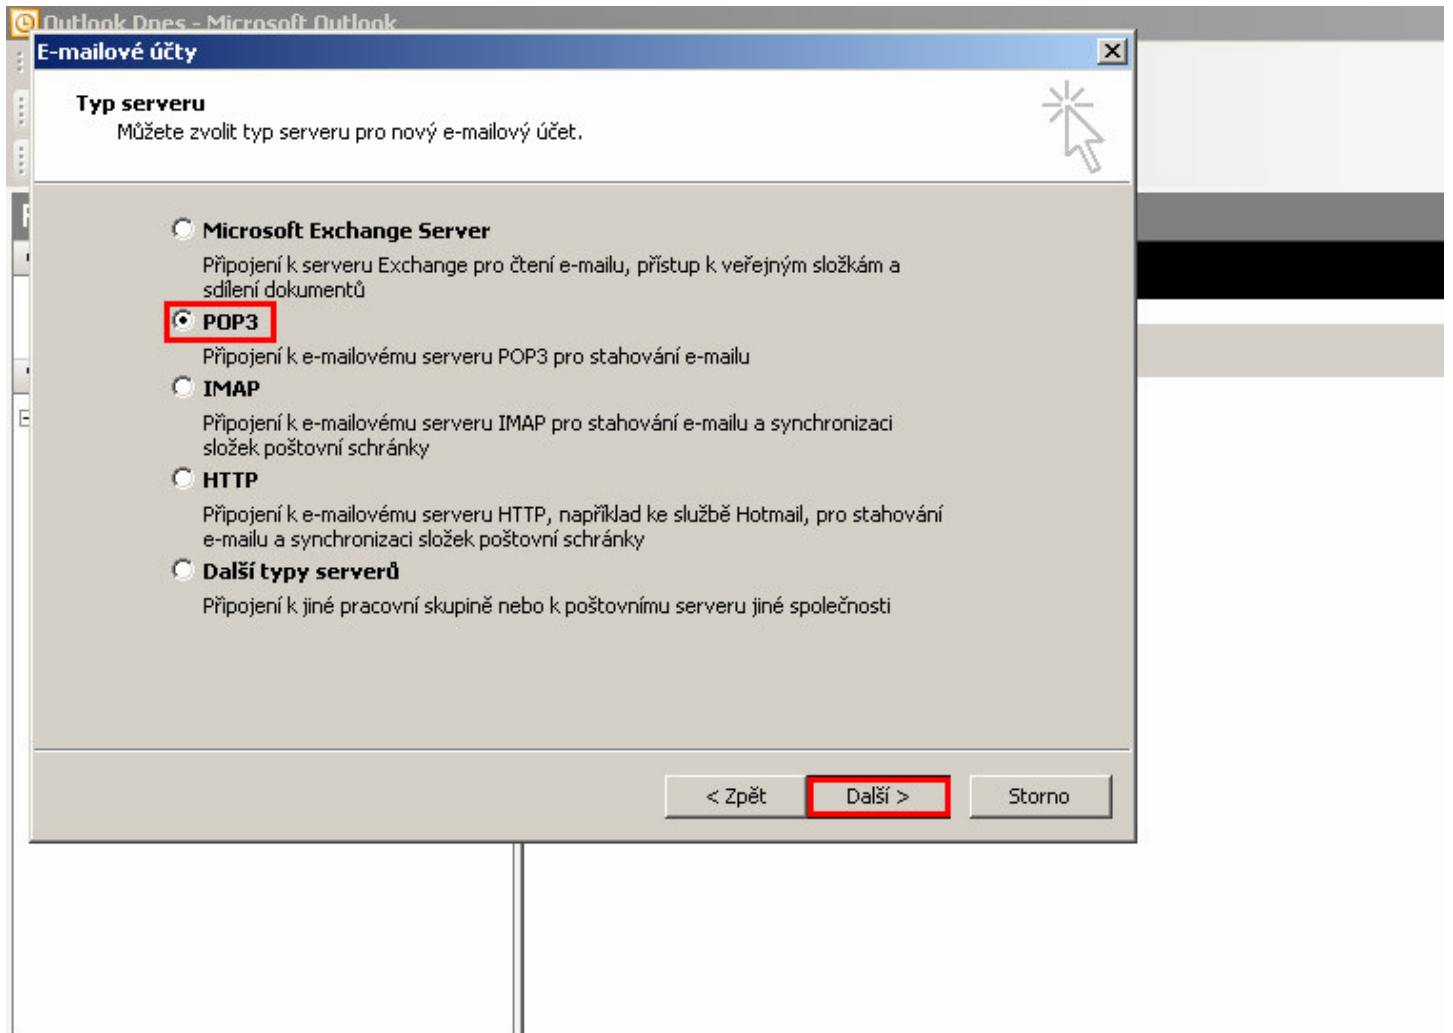 Outlook Dnes - Microsoft Outlook
E-mailové účty
Typ serveru
Můžete zvolit typ serveru pro nový e-mailový účet.
Microsoft Exchange Server
Připojení k serveru Exchange pro čtení e-mailu, přístup k veřejným složkám a
sdílení dokumentů
POP3
Připojení k e-mailovému serveru POP3 pro stahování e-mailu
IMAP
Připojení k e-mailovému serveru IMAP pro stahování e-mailu a synchronizaci
složek poštovní schránky
HTTP
Připojení k e-mailovému serveru HTTP, například ke službě Hotmail, pro stahování
e-mailu a synchronizaci složek poštovní schránky
Další typy serverů
Připojení k jiné pracovní skupině nebo k poštovnímu serveru jiné společnosti
< Zpět Další > Storno